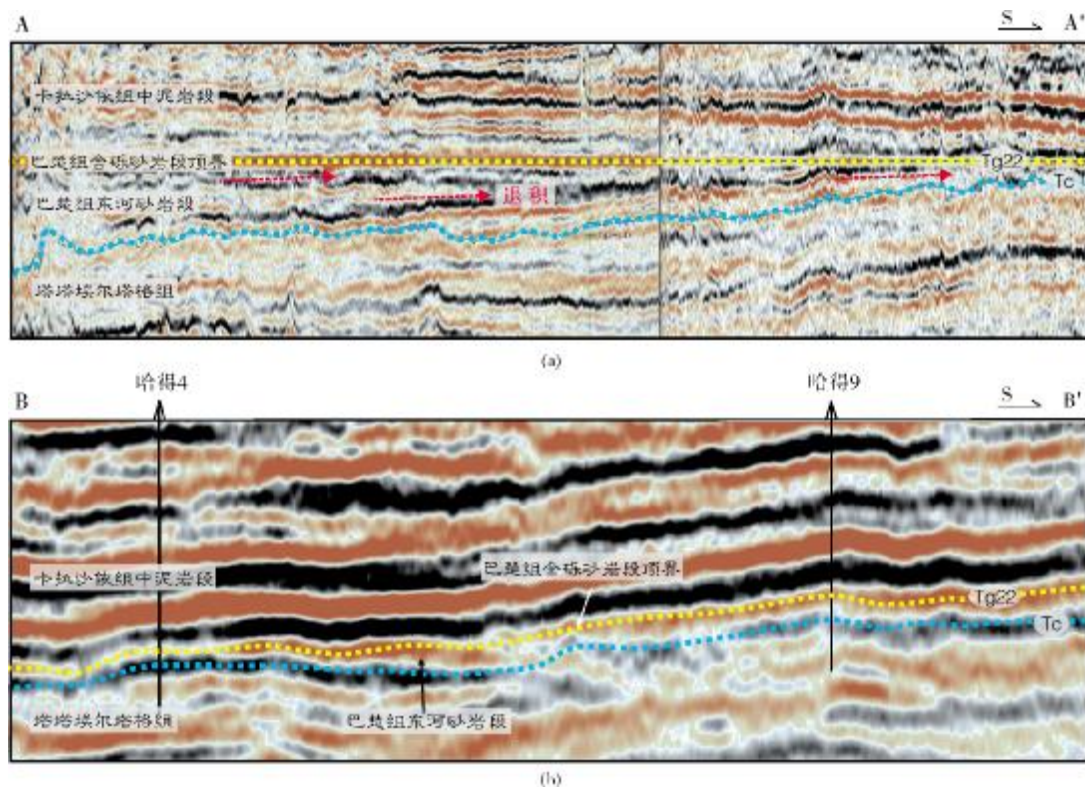 A S A'
卡拉沙依组中泥岩段
巴楚组含砾砂岩段顶界 Tg22
Tc
巴楚组东河砂岩段 退积
塔塔埃尔塔格组
(a)
哈得4 哈得9
B S B'
卡拉沙依组中泥岩段 巴楚组含砾砂岩段顶界
Tg22
Tc
塔塔埃尔塔格组 巴楚组东河砂岩段
(b)